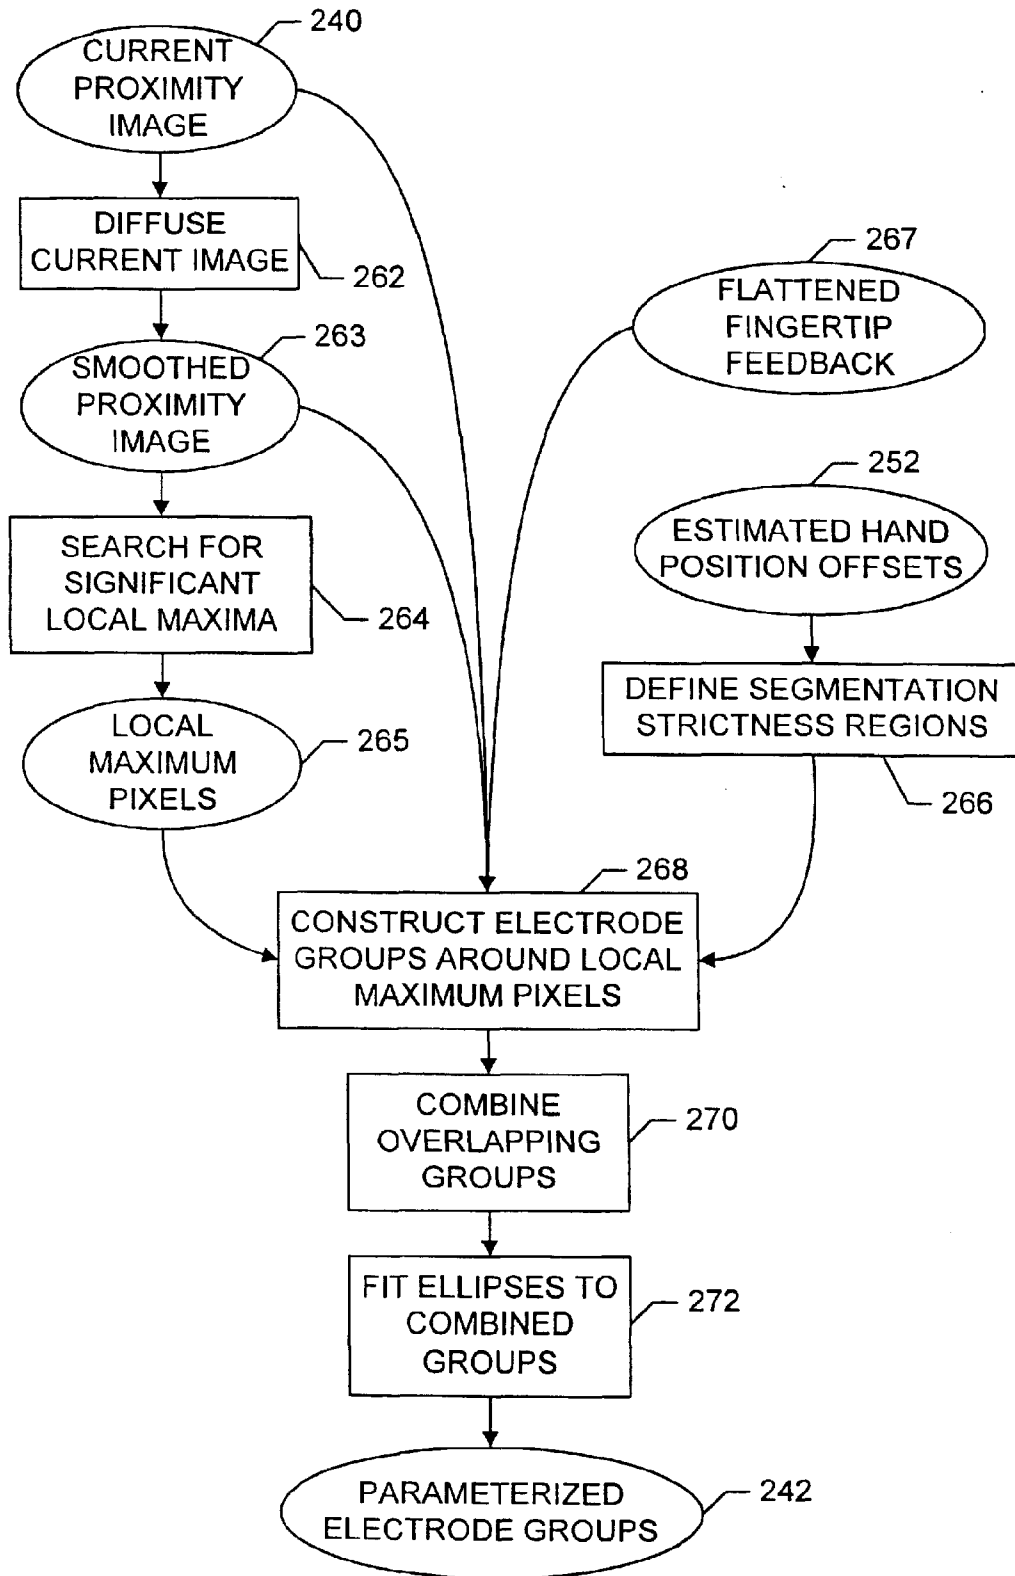 240
CURRENT
PROXIMITY
IMAGE
DIFFUSE
CURRENT IMAGE
262
267
FLATTENED
FINGERTIP
FEEDBACK
263
SMOOTHED
PROXIMITY
IMAGE
252
ESTIMATED HAND
POSITION OFFSETS
SEARCH FOR
SIGNIFICANT
LOCAL MAXIMA
264
DEFINE SEGMENTATION
STRICTNESS REGIONS
266
LOCAL
MAXIMUM
PIXELS
265
268
CONSTRUCT ELECTRODE
GROUPS AROUND LOCAL
MAXIMUM PIXELS
COMBINE
OVERLAPPING
GROUPS
270
FIT ELLIPSES TO
COMBINED
GROUPS
272
PARAMETERIZED
ELECTRODE GROUPS
242